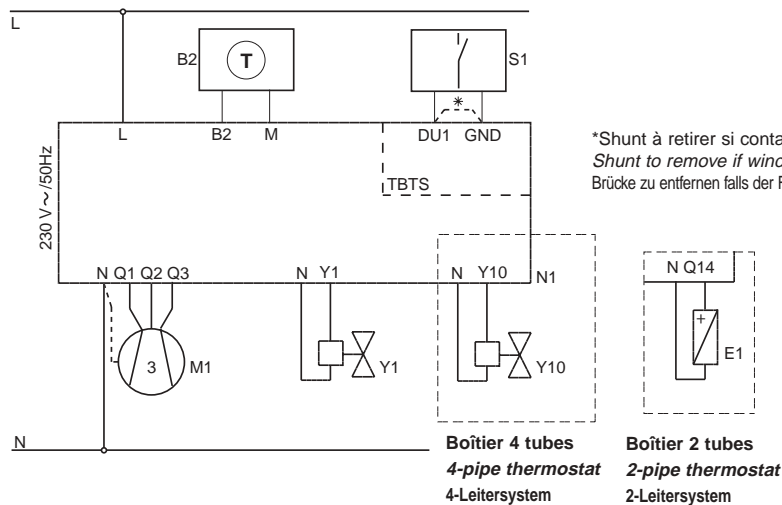 L
B2
T
S1
*
L
B2
M
DU1
GND
*Shunt à retirer si conta
Shunt to remove if wind
Brücke zu entfernen falls der F
TBTS
230 V~/50Hz
N Q1 Q2 Q3
N Y1
N Y10
N1
N Q14
3
M1
Y1
Y10
+
E1
N
Boîtier 4 tubes
4-pipe thermostat
4-Leitersystem
Boîtier 2 tubes
2-pipe thermostat
2-Leitersystem